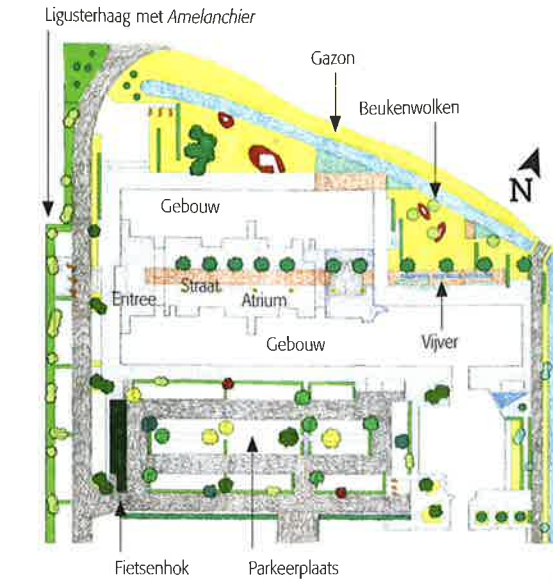 Ligusterhaag met Amelanchier
Gazon
Beukenwolken
N
Gebouw
Entree
Straat
Atrium
Gebouw
Vijver
Fietsenhok
Parkeerplaats